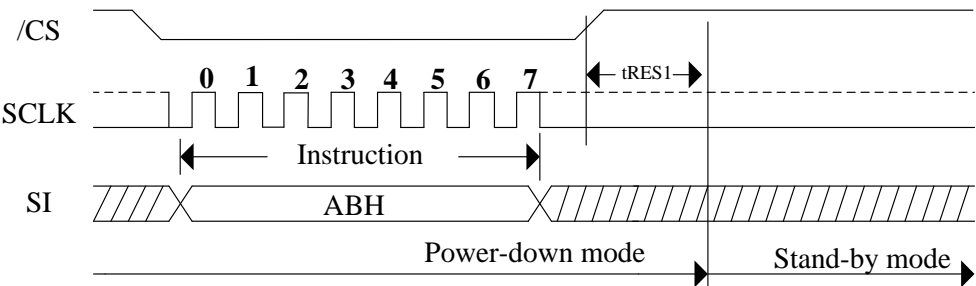 /CS
tRES1
0 1 2 3 4 5 6 7
SCLK
Instruction
SI
ABH
Power-down mode
Stand-by mode